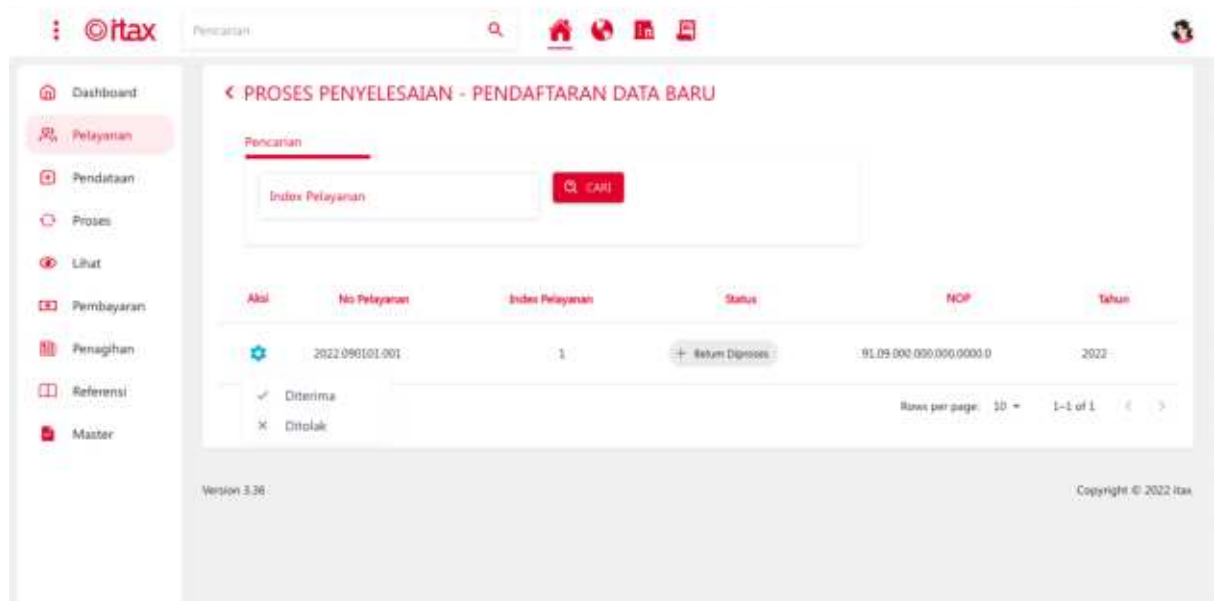 itax
Pencarian
Dashboard
Pelayanan
Pendataan
Proses
Lihat
Pembayaran
Penagihan
Referensi
Master
PROSES PENYELESAIAN - PENDAFTARAN DATA BARU
Pencarian
Index Pelayanan
CARI
Aksi No Pelayanan Index Pelayanan Status NOP Tahun
2022.090101.001 1 Belum Diproses 91.09.000.000.000.0000.0 2022
Diterima
Ditolak
Rows per page: 10 1-1 of 1
Version 3.36
Copyright © 2022 itax